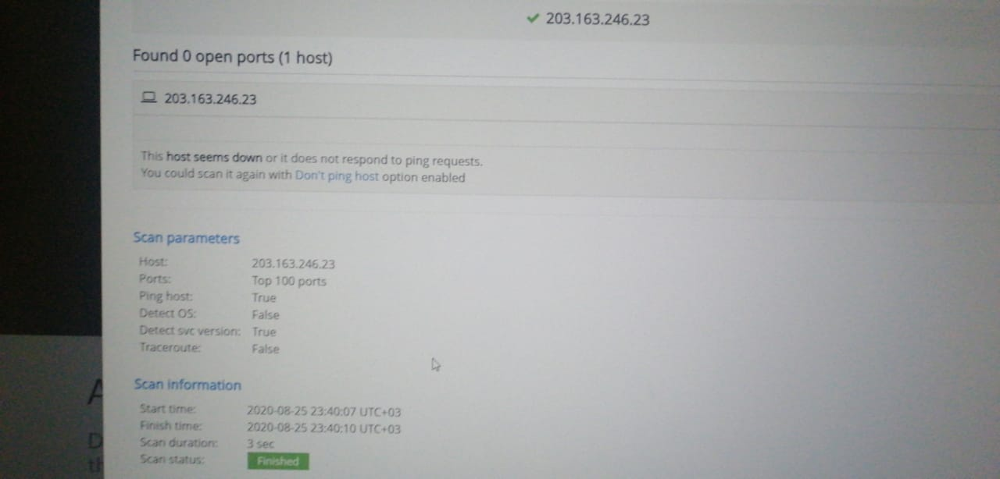 203.163.246.23
Found 0 open ports (1 host)
203.163.246.23
This host seems down or it does not respond to ping requests.
You could scan it again with Don't ping host option enabled
Scan parameters
Host: 203.163.246.23
Ports: Top 100 ports
Ping host: True
Detect OS: False
Detect svc version: True
Traceroute: False
Scan information
Start time: 2020-08-25 23:40:07 UTC+03
Finish time: 2020-08-25 23:40:10 UTC+03
Scan duration: 3 sec
Scan status: Finished